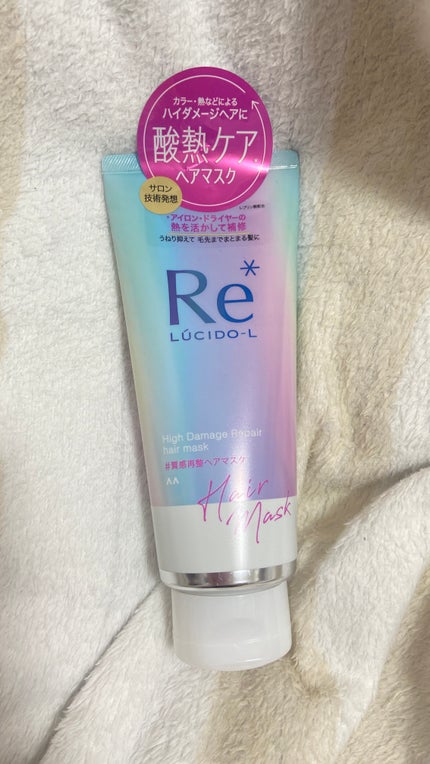 カラー・熱などによる
ハイダメージヘアに
酸熱ケア
ヘアマスク
サロン
技術発想
アイロン・ドライヤーの
熱を活かして補修
うねり抑えて 毛先までまとまる髪に
Re*
LÚCIDO-L
High Damage Repair
hair mask
#質感再整ヘアマスク
^^
Hair
Mask